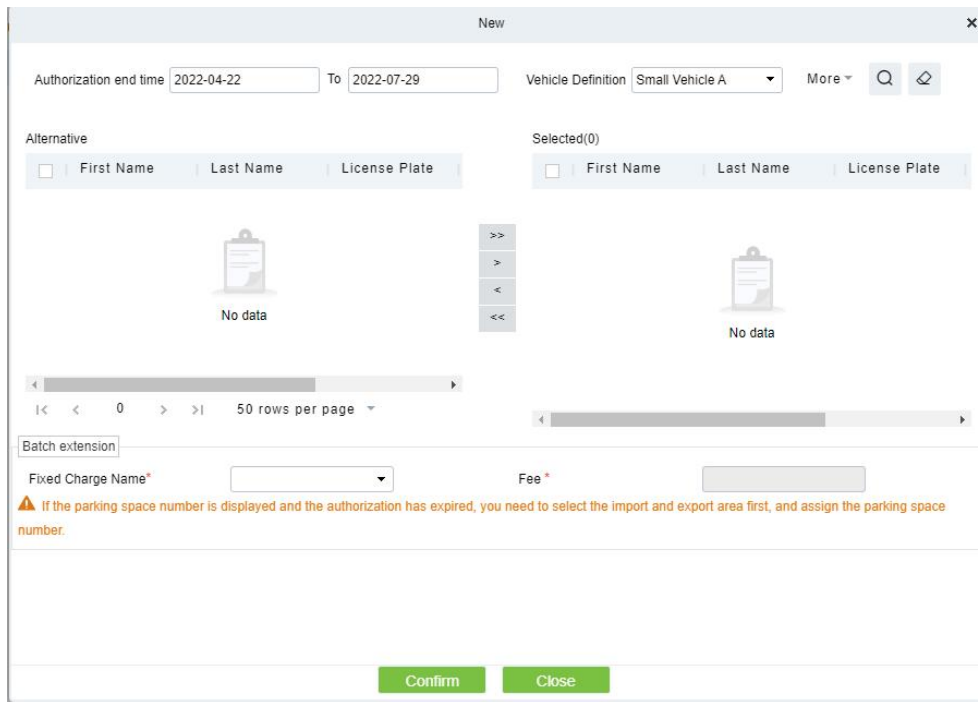 New
Authorization end time 2022-04-22 To 2022-07-29 Vehicle Definition Small Vehicle A More
Alternative
First Name Last Name License Plate
No data
>>
>
<
<<
Selected(0)
First Name Last Name License Plate
No data
0 50 rows per page
Batch extension
Fixed Charge Name* Fee *
If the parking space number is displayed and the authorization has expired, you need to select the import and export area first, and assign the parking space
number.
Confirm Close